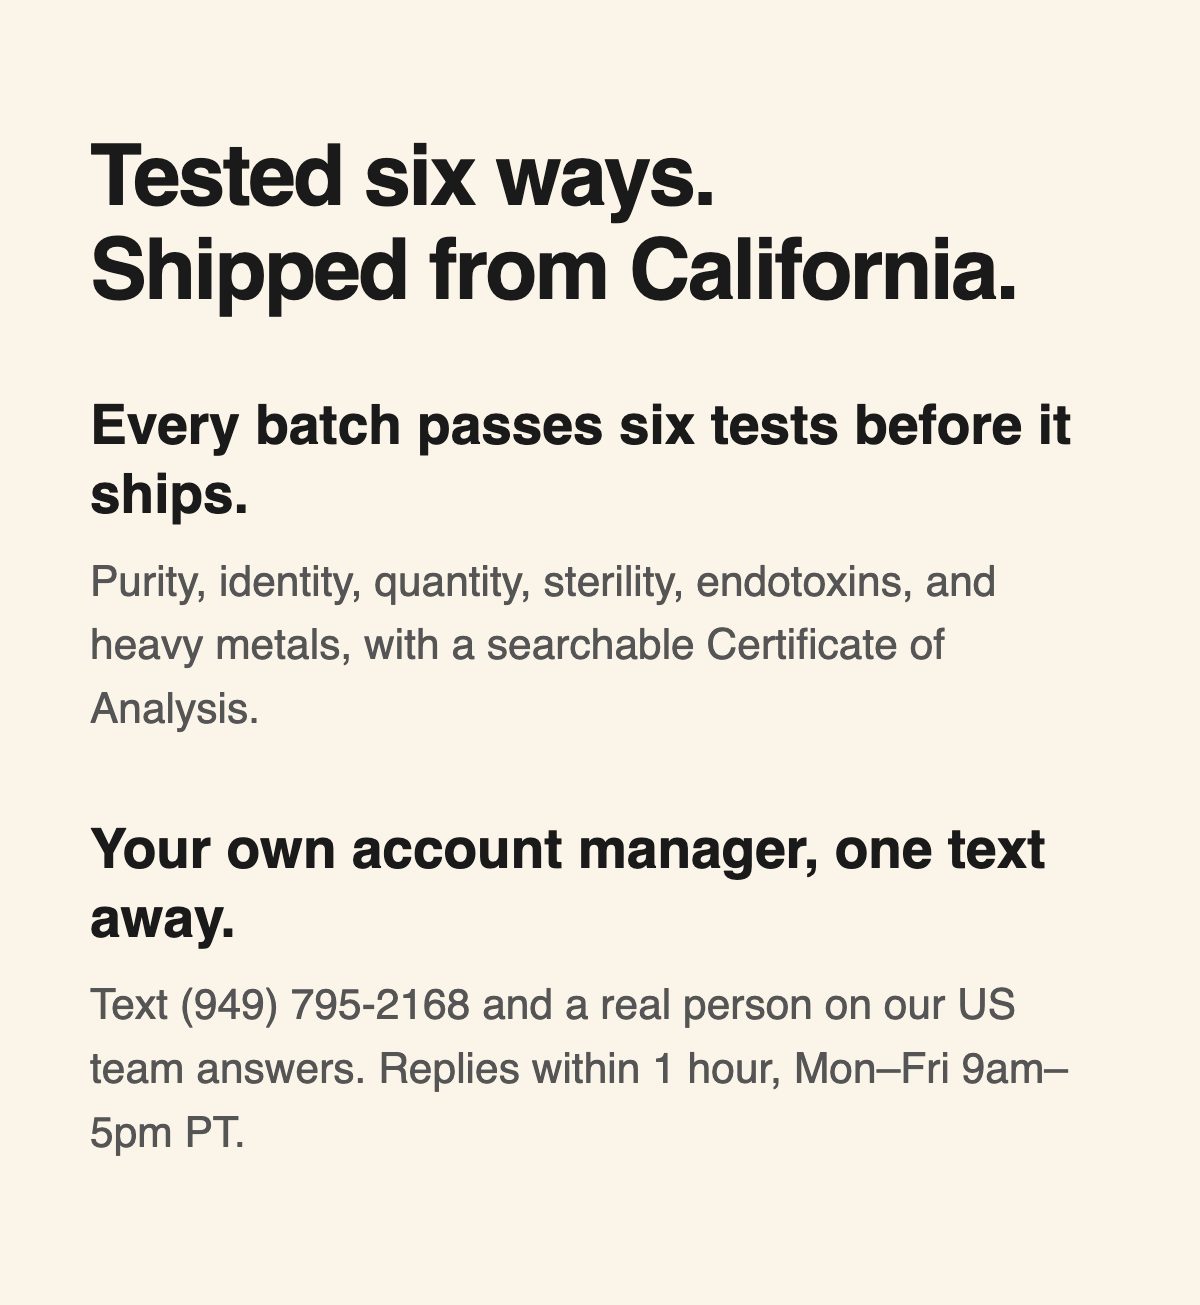 Tested six ways.
Shipped from California.
Every batch passes six tests before it
ships.
Purity, identity, quantity, sterility, endotoxins, and
heavy metals, with a searchable Certificate of
Analysis.
Your own account manager, one text
away.
Text (949) 795-2168 and a real person on our US
team answers. Replies within 1 hour, Mon–Fri 9am–
5pm PT.